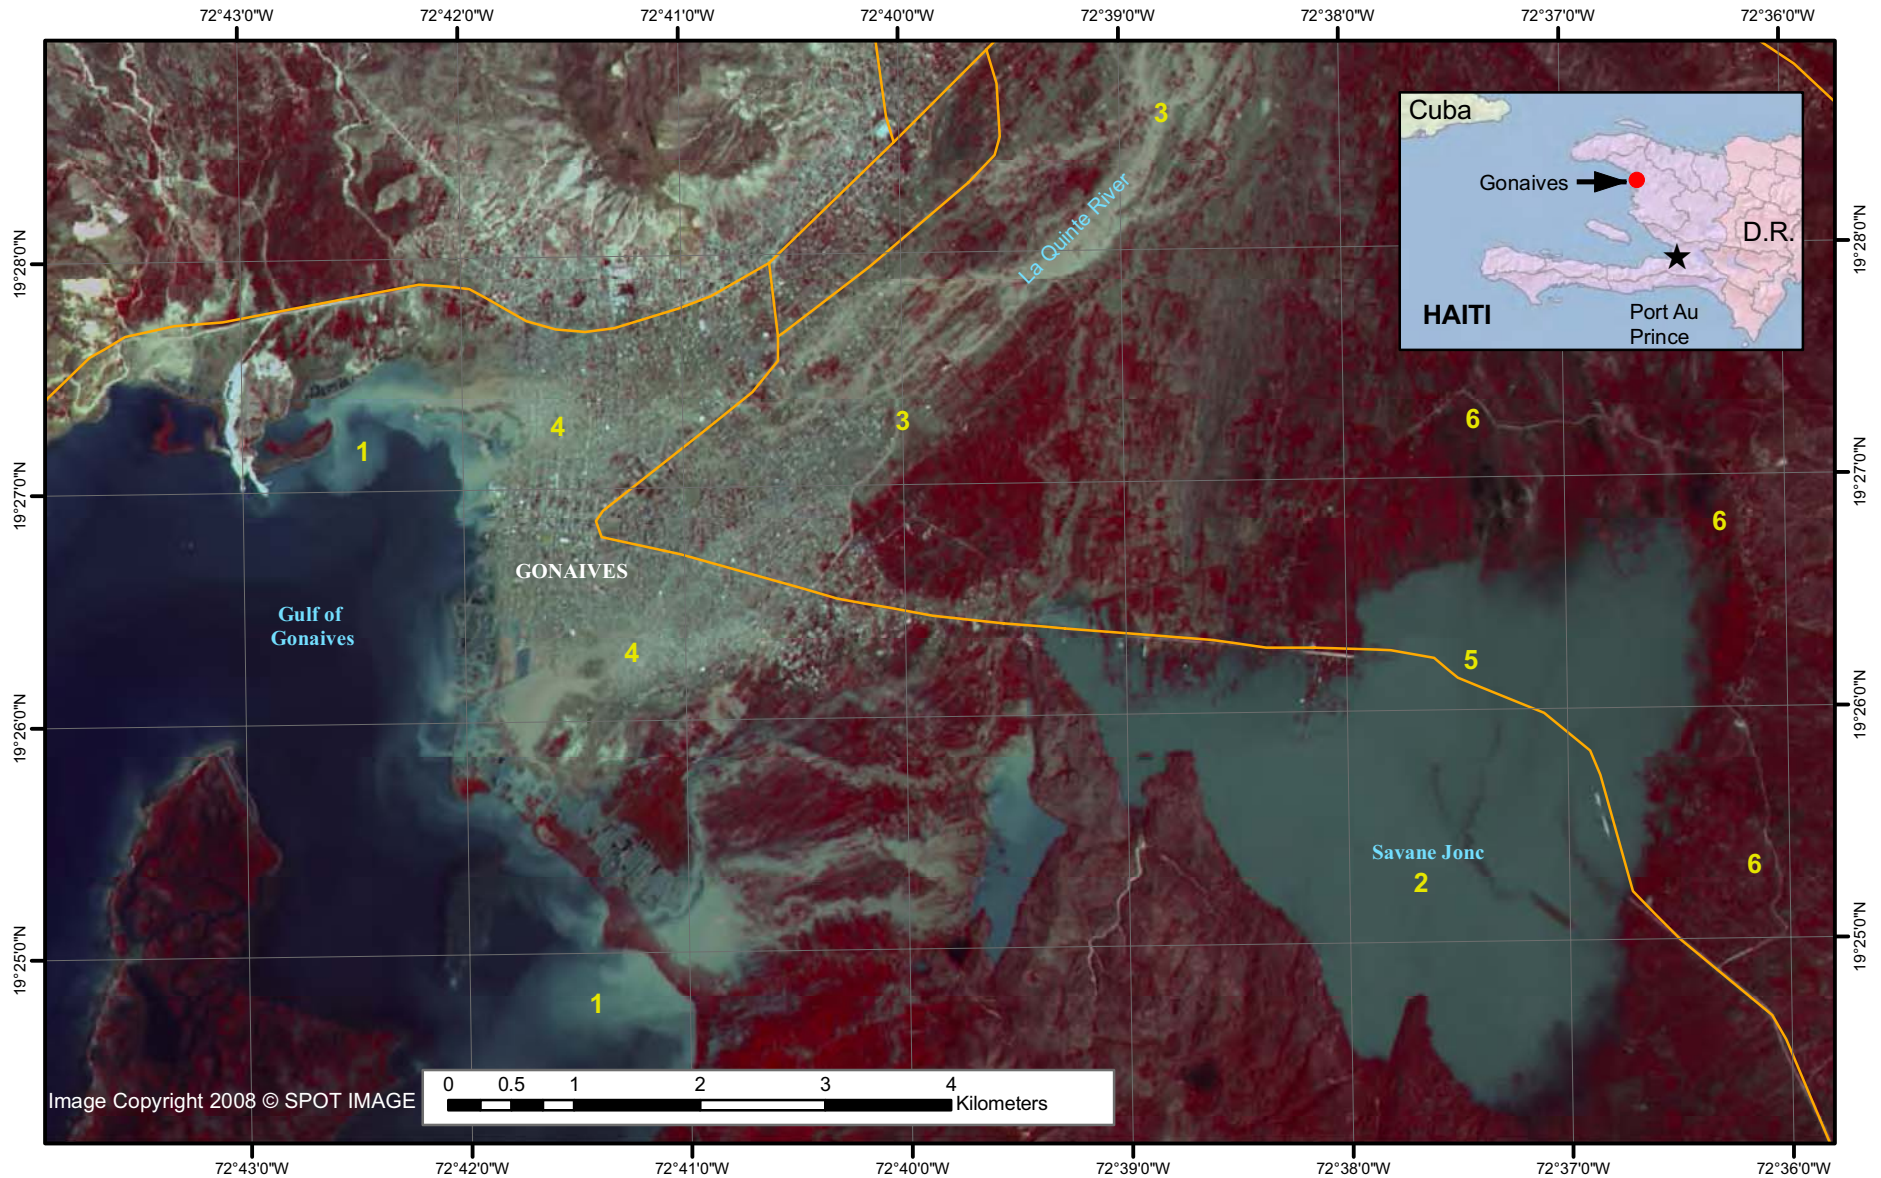 72°43'0"W 72°42'0"W 72°41'0"W 72°40'0"W 72°39'0"W 72°38'0"W 72°37'0"W 72°36'0"W
Cuba
Gonaives
D.R.
HAITI
Port Au
Prince
3
La Quinte River
19°28'0"N
19°28'0"N
4
3
6
1
19°27'0"N
19°27'0"N
6
GONAIVES
Gulf of
Gonaives
4
5
19°26'0"N
19°26'0"N
Savane Jonc
2
6
19°25'0"N
19°25'0"N
1
Image Copyright 2008 © SPOT IMAGE
0 0.5 1 2 3 4
Kilometers
72°43'0"W 72°42'0"W 72°41'0"W 72°40'0"W 72°39'0"W 72°38'0"W 72°37'0"W 72°36'0"W